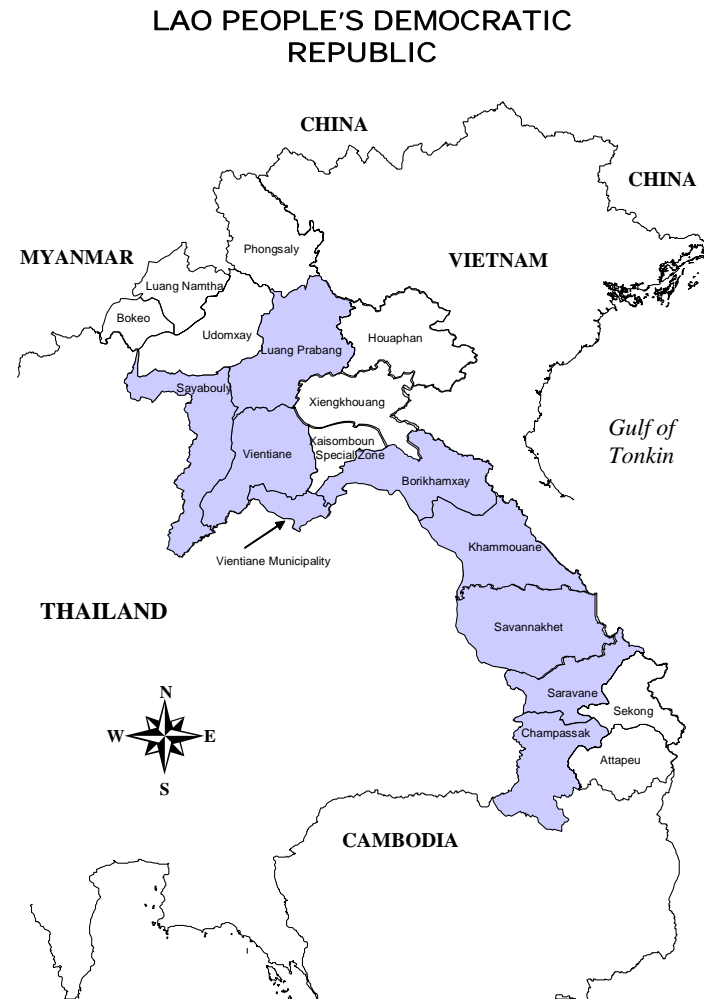 LAO PEOPLE'S DEMOCRATIC
REPUBLIC
CHINA
CHINA
MYANMAR
VIETNAM
Phongsaly
Luang Namtha
Bokeo
Udomxay
Luang Prabang
Houaphan
Sayabouly
Xiengkhouang
Gulf of
Tonkin
Kaisomboun
Special Zone
Vientiane
Borikhamxay
Khammouane
Vientiane Municipality
THAILAND
Savannakhet
Saravane
Sekong
Champassak
Attapeu
N
W
E
S
CAMBODIA